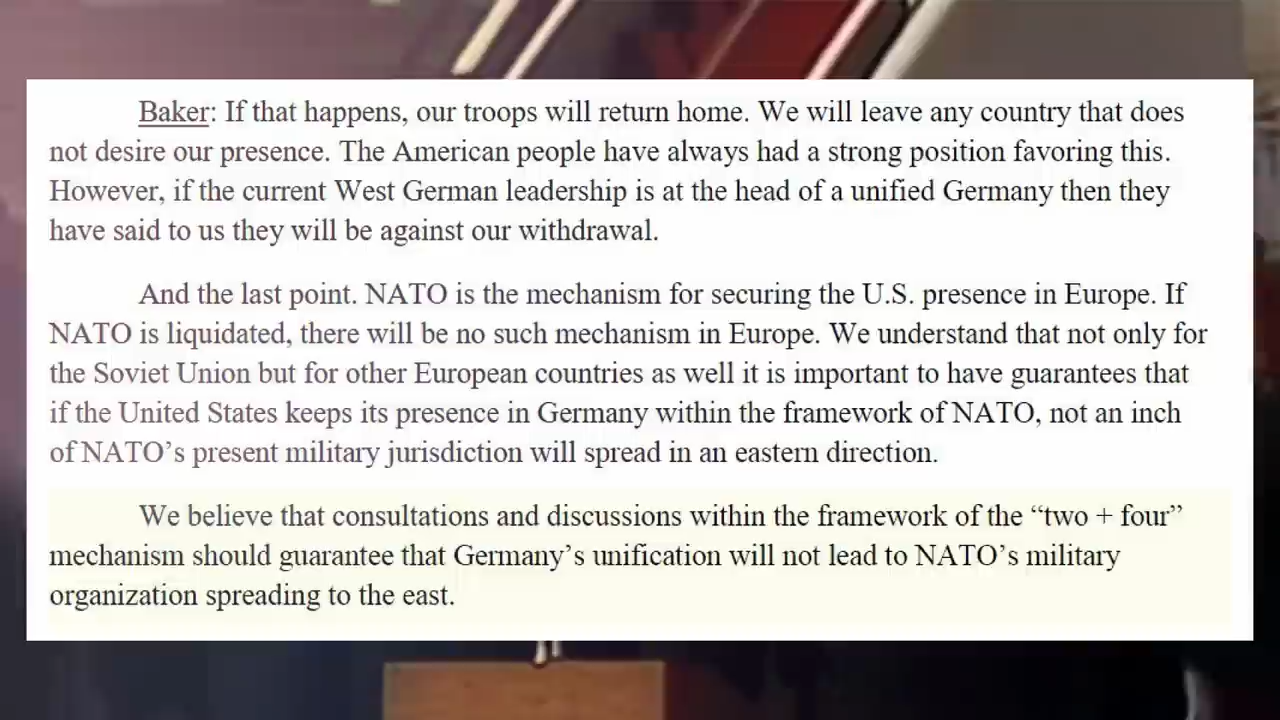 Baker: If that happens, our troops will return home. We will leave any country that does
not desire our presence. The American people have always had a strong position favoring this.
However, if the current West German leadership is at the head of a unified Germany then they
have said to us they will be against our withdrawal.
And the last point. NATO is the mechanism for securing the U.S. presence in Europe. If
NATO is liquidated, there will be no such mechanism in Europe. We understand that not only for
the Soviet Union but for other European countries as well it is important to have guarantees that
if the United States keeps its presence in Germany within the framework of NATO, not an inch
of NATO’s present military jurisdiction will spread in an eastern direction.
We believe that consultations and discussions within the framework of the “two + four”
mechanism should guarantee that Germany’s unification will not lead to NATO’s military
organization spreading to the east.